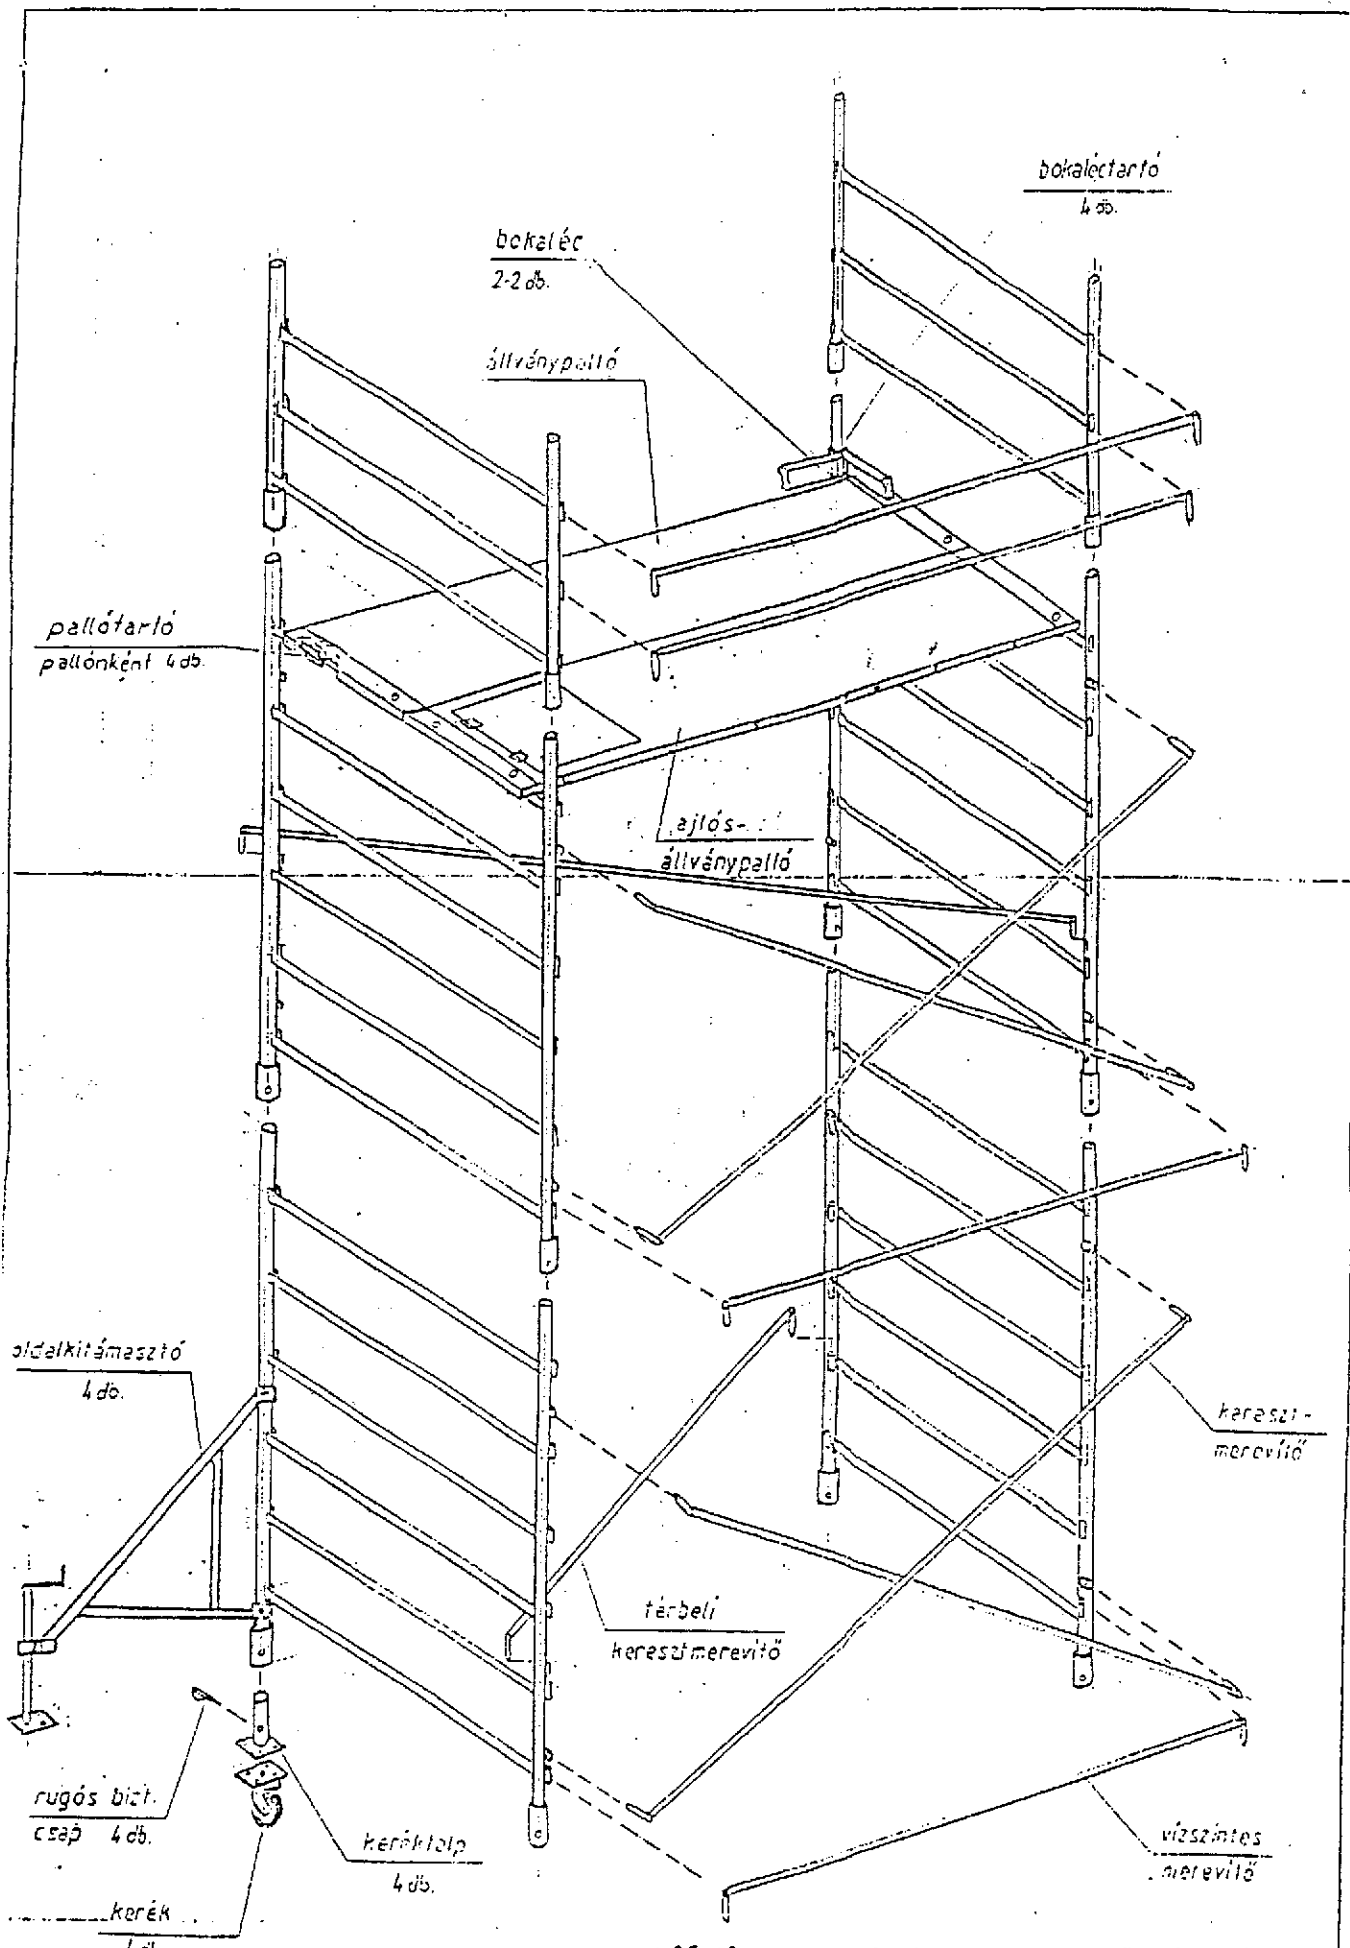 bokaléctartó
4 db.
bokaléc
2-2 db.
állványpalló
pallótartó
pallónként 4 db.
ajtós-
állványpalló
oldalkitámasztó
4 db.
kereszt-
merevítő
térbeli
keresztmerevítő
rugós bizt.
csap 4 db.
keréktalp
4 db.
vízszintes
merevítő
kerék